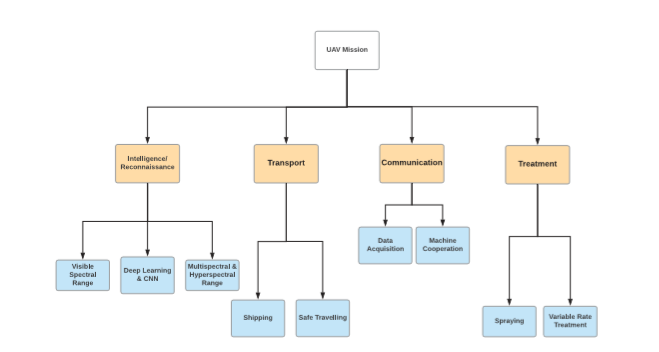 UAV Mission
Intelligence/
Reconnaissance
Transport
Communication
Treatment
Visible
Spectral
Range
Deep Learning
& CNN
Multispectral &
Hyperspectral
Range
Shipping
Safe Travelling
Data
Acquisition
Machine
Cooperation
Spraying
Variable Rate
Treatment